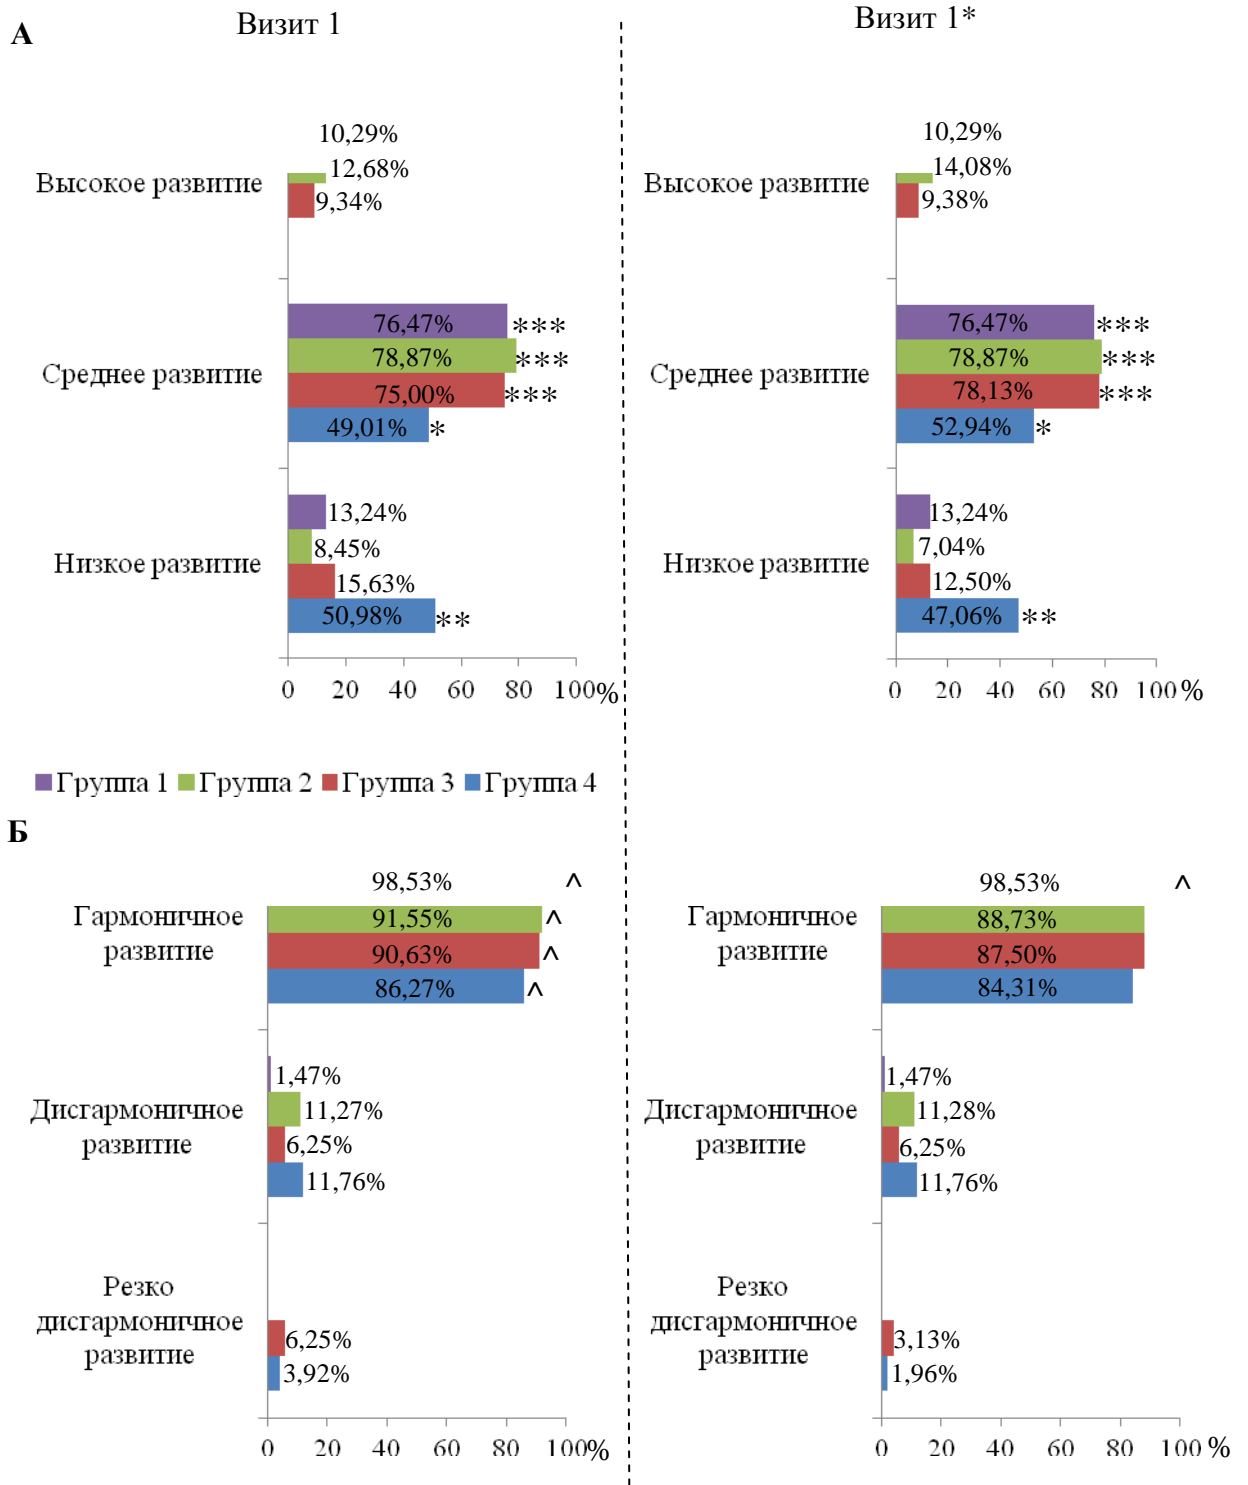 А
Визит 1
Визит 1*
Высокое развитие
10,29%
12,68%
9,34%
Среднее развитие
76,47% ***
78,87% ***
75,00% ***
49,01% *
Низкое развитие
13,24%
8,45%
15,63%
50,98% **
0 20 40 60 80 100%
Высокое развитие
10,29%
14,08%
9,38%
Среднее развитие
76,47% ***
78,87% ***
78,13% ***
52,94% *
Низкое развитие
13,24%
7,04%
12,50%
47,06% **
0 20 40 60 80 100 %
Группа 1 Группа 2 Группа 3 Группа 4
Б
Гармоничное
развитие
98,53% ^
91,55% ^
90,63% ^
86,27% ^
Дисгармоничное
развитие
1,47%
11,27%
6,25%
11,76%
Резко
дисгармоничное
развитие
6,25%
3,92%
0 20 40 60 80 100%
Гармоничное
развитие
98,53% ^
88,73%
87,50%
84,31%
Дисгармоничное
развитие
1,47%
11,28%
6,25%
11,76%
Резко
дисгармоничное
развитие
3,13%
1,96%
0 20 40 60 80 100 %